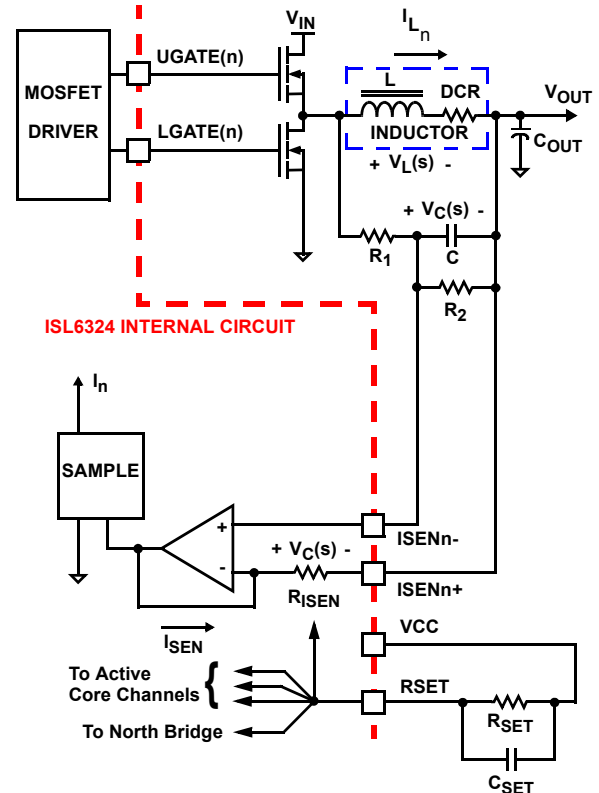 V_IN
I_L_n
UGATE(n)
MOSFET
DRIVER
L
DCR
V_OUT
LGATE(n)
INDUCTOR
C_OUT
+ V_L(s) -
+ V_C(s) -
R_1
C
R_2
ISL6324 INTERNAL CIRCUIT
I_n
SAMPLE
+
-
+ V_C(s) -
R_ISEN
ISENn-
ISENn+
I_SEN
VCC
To Active
Core Channels
{
RSET
R_SET
To North Bridge
C_SET